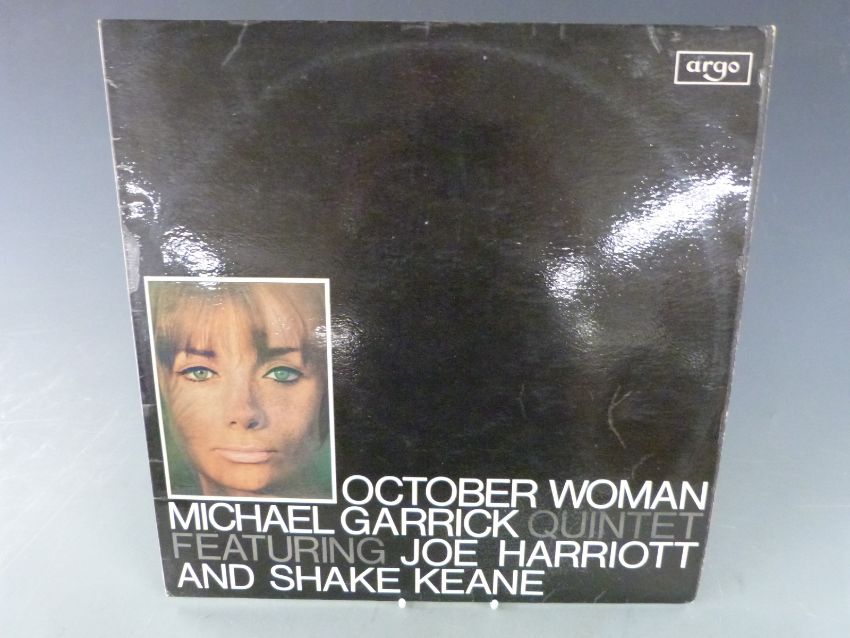 argo
OCTOBER WOMAN
MICHAEL GARRICK QUINTET
FEATURING JOE HARRIOTT
AND SHAKE KEANE